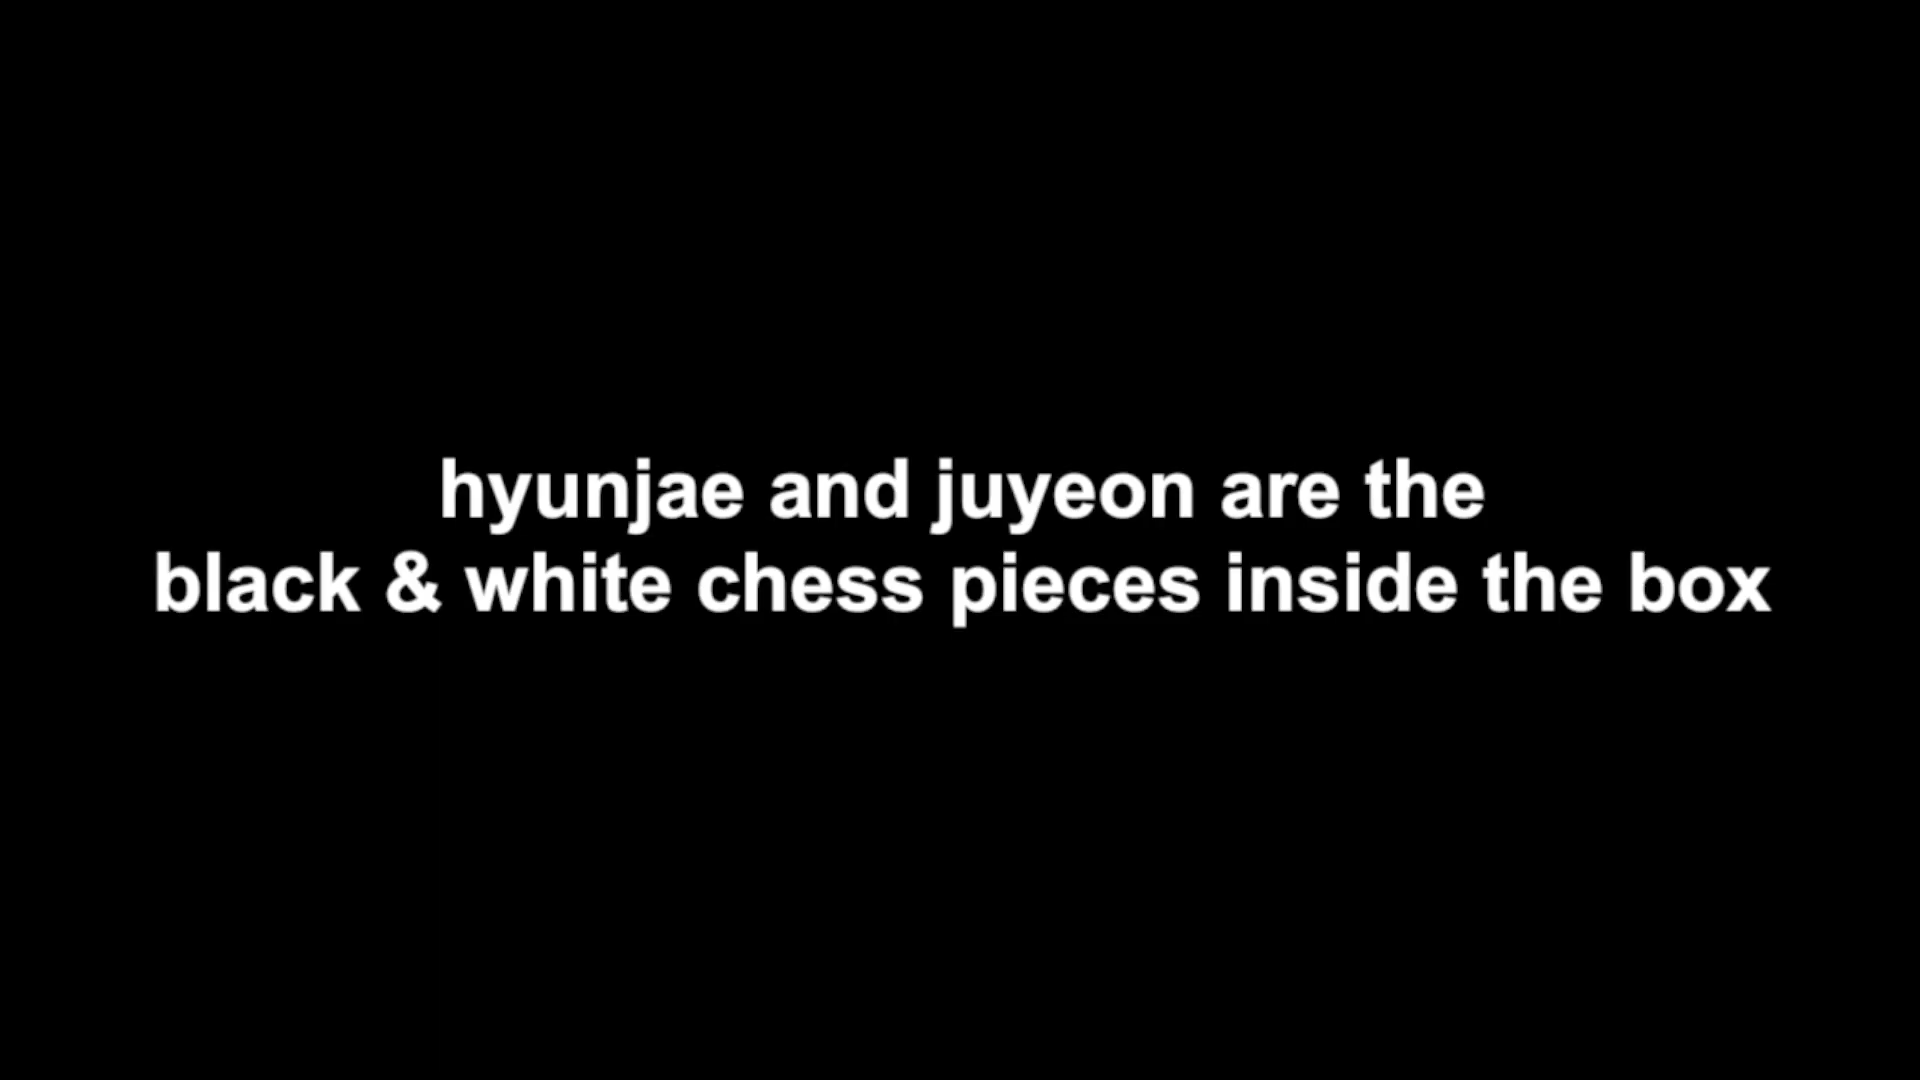 hyunjae and juyeon are the
black & white chess pieces inside the box